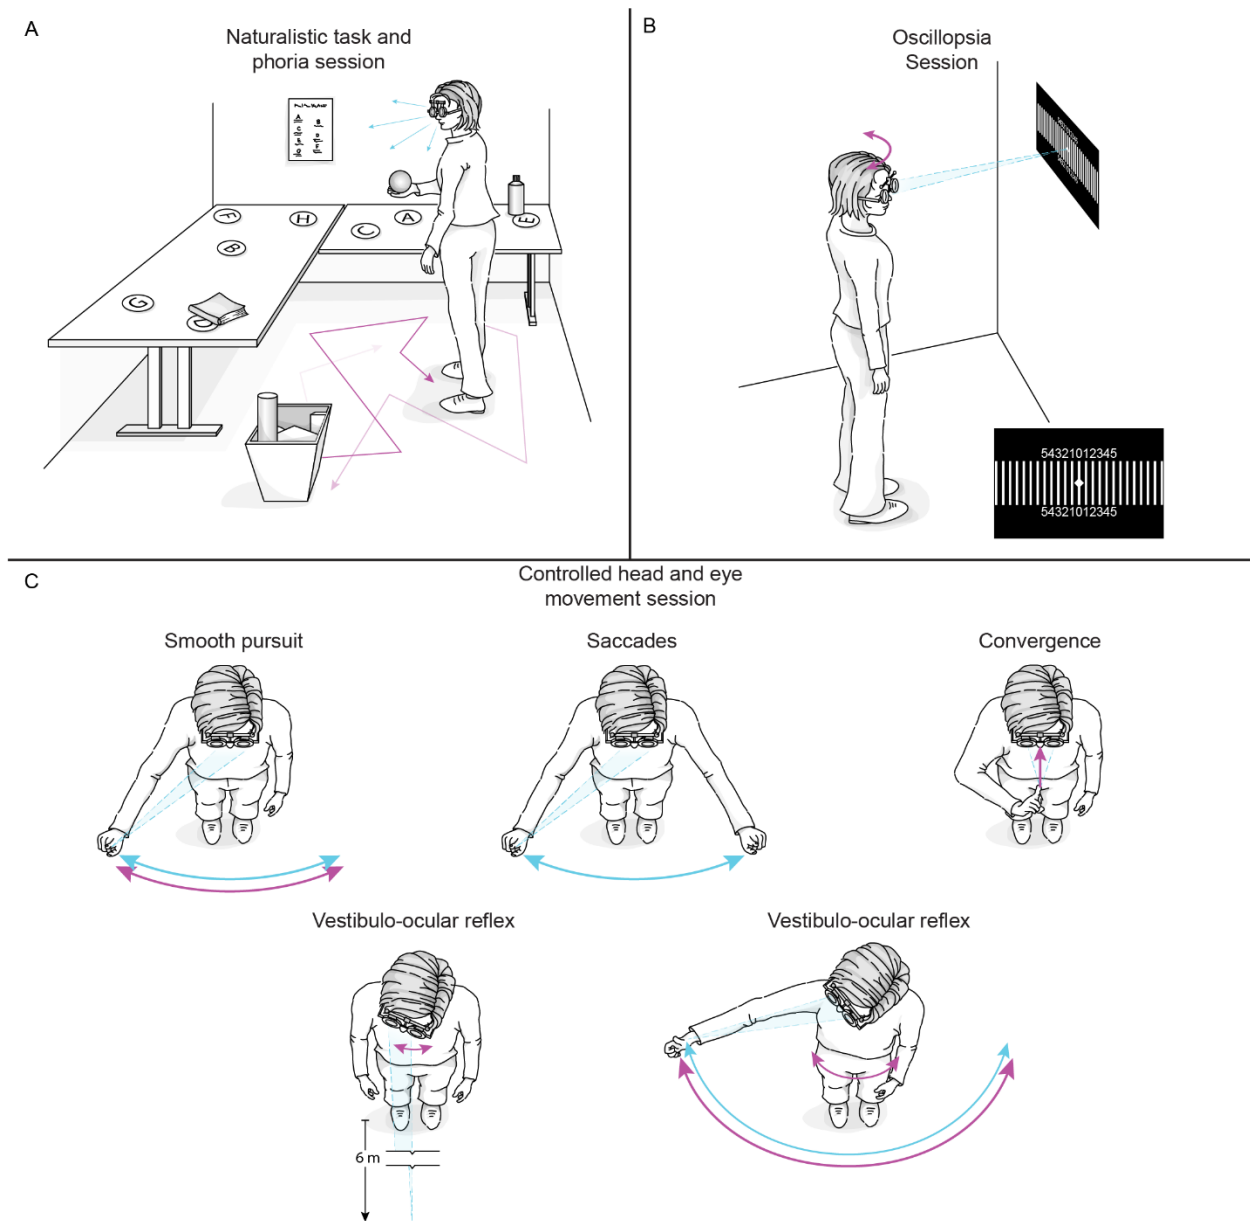 A
Naturalistic task and
phoria session
A
B
C
F
H
C
A
E
B
G
D
B
Oscillopsia
Session
54321012345
54321012345
C
Controlled head and eye
movement session
Smooth pursuit
Saccades
Convergence
Vestibulo-ocular reflex
Vestibulo-ocular reflex
6 m